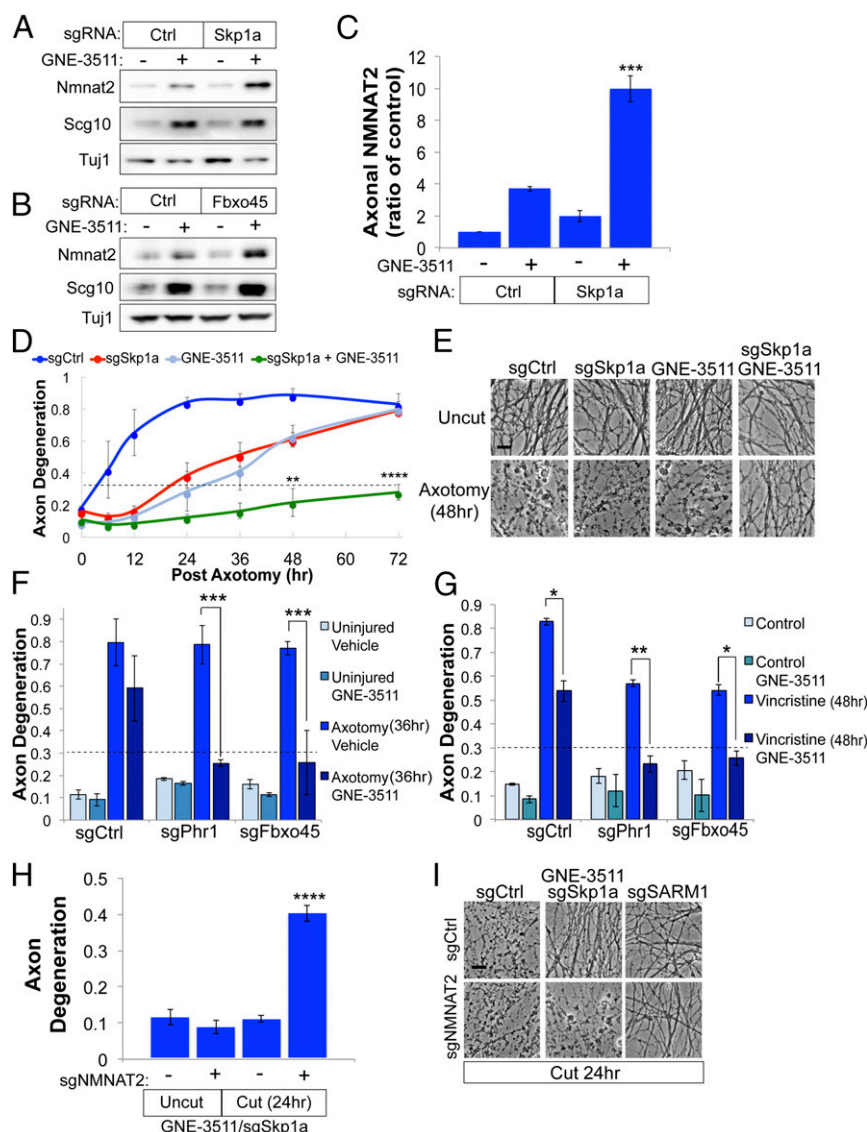 A
sgRNA: Ctrl Skp1a
GNE-3511: - + - +
Nmnat2
Scg10
Tuj1
B
sgRNA: Ctrl Fbxo45
GNE-3511: - + - +
Nmnat2
Scg10
Tuj1
C
Axonal NMNAT2
(ratio of control)
12
10
8
6
4
2
0
***
GNE-3511 - + - +
sgRNA: Ctrl Skp1a
D
sgCtrl sgSkp1a GNE-3511 sgSkp1a + GNE-3511
Axon Degeneration
1
0.8
0.6
0.4
0.2
0
** ****
0 12 24 36 48 60 72
Post Axotomy (hr)
E
sgCtrl sgSkp1a GNE-3511 sgSkp1a
GNE-3511
Uncut
Axotomy
(48hr)
F
Axon Degeneration
0.9
0.8
0.7
0.6
0.5
0.4
0.3
0.2
0.1
0
*** ***
sgCtrl sgPhr1 sgFbxo45
Uninjured
Vehicle
Uninjured
GNE-3511
Axotomy(36hr)
Vehicle
Axotomy(36hr)
GNE-3511
G
Axon Degeneration
0.9
0.8
0.7
0.6
0.5
0.4
0.3
0.2
0.1
0
* ** *
sgCtrl sgPhr1 sgFbxo45
Control
Control
GNE-3511
Vincristine (48hr)
Vincristine (48hr)
GNE-3511
H
Axon
Degeneration
0.5
0.4
0.3
0.2
0.1
0
****
sgNMNAT2: - + - +
Uncut Cut (24hr)
GNE-3511/sgSkp1a
I
GNE-3511
sgCtrl sgSkp1a sgSARM1
sgCtrl
sgNMNAT2
Cut 24hr